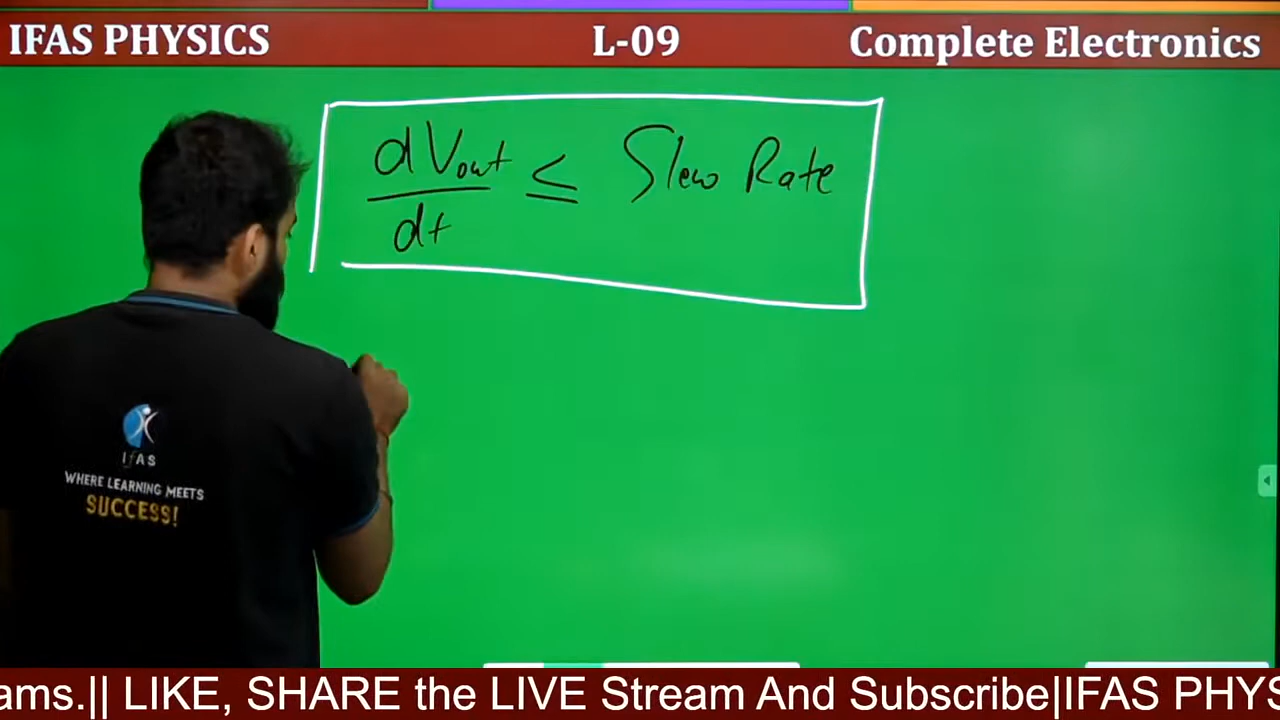 IFAS PHYSICS L-09 Complete Electronics
dVout/dt ≤ Slew Rate
IFAS
WHERE LEARNING MEETS
SUCCESS!
ams.|| LIKE, SHARE the LIVE Stream And Subscribe|IFAS PHYS